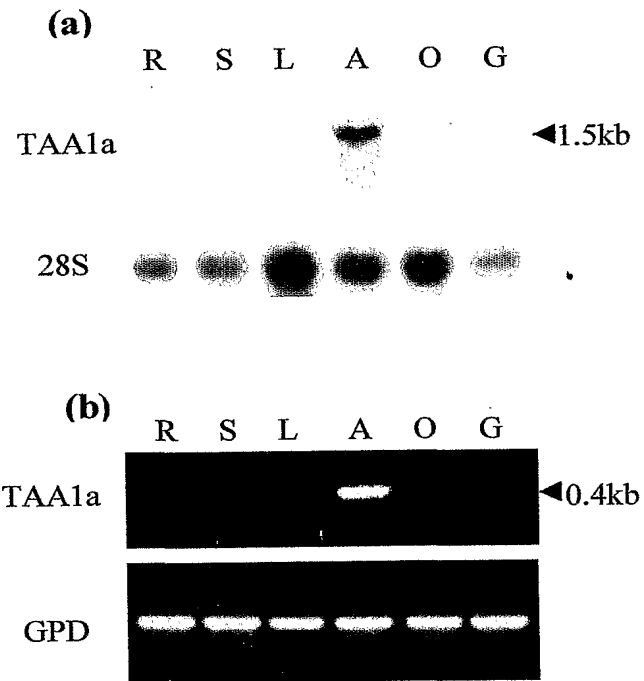 (a)
R S L A O G
TAA1a ◄1.5kb
28S
(b)
R S L A O G
TAA1a ◄0.4kb
GPD